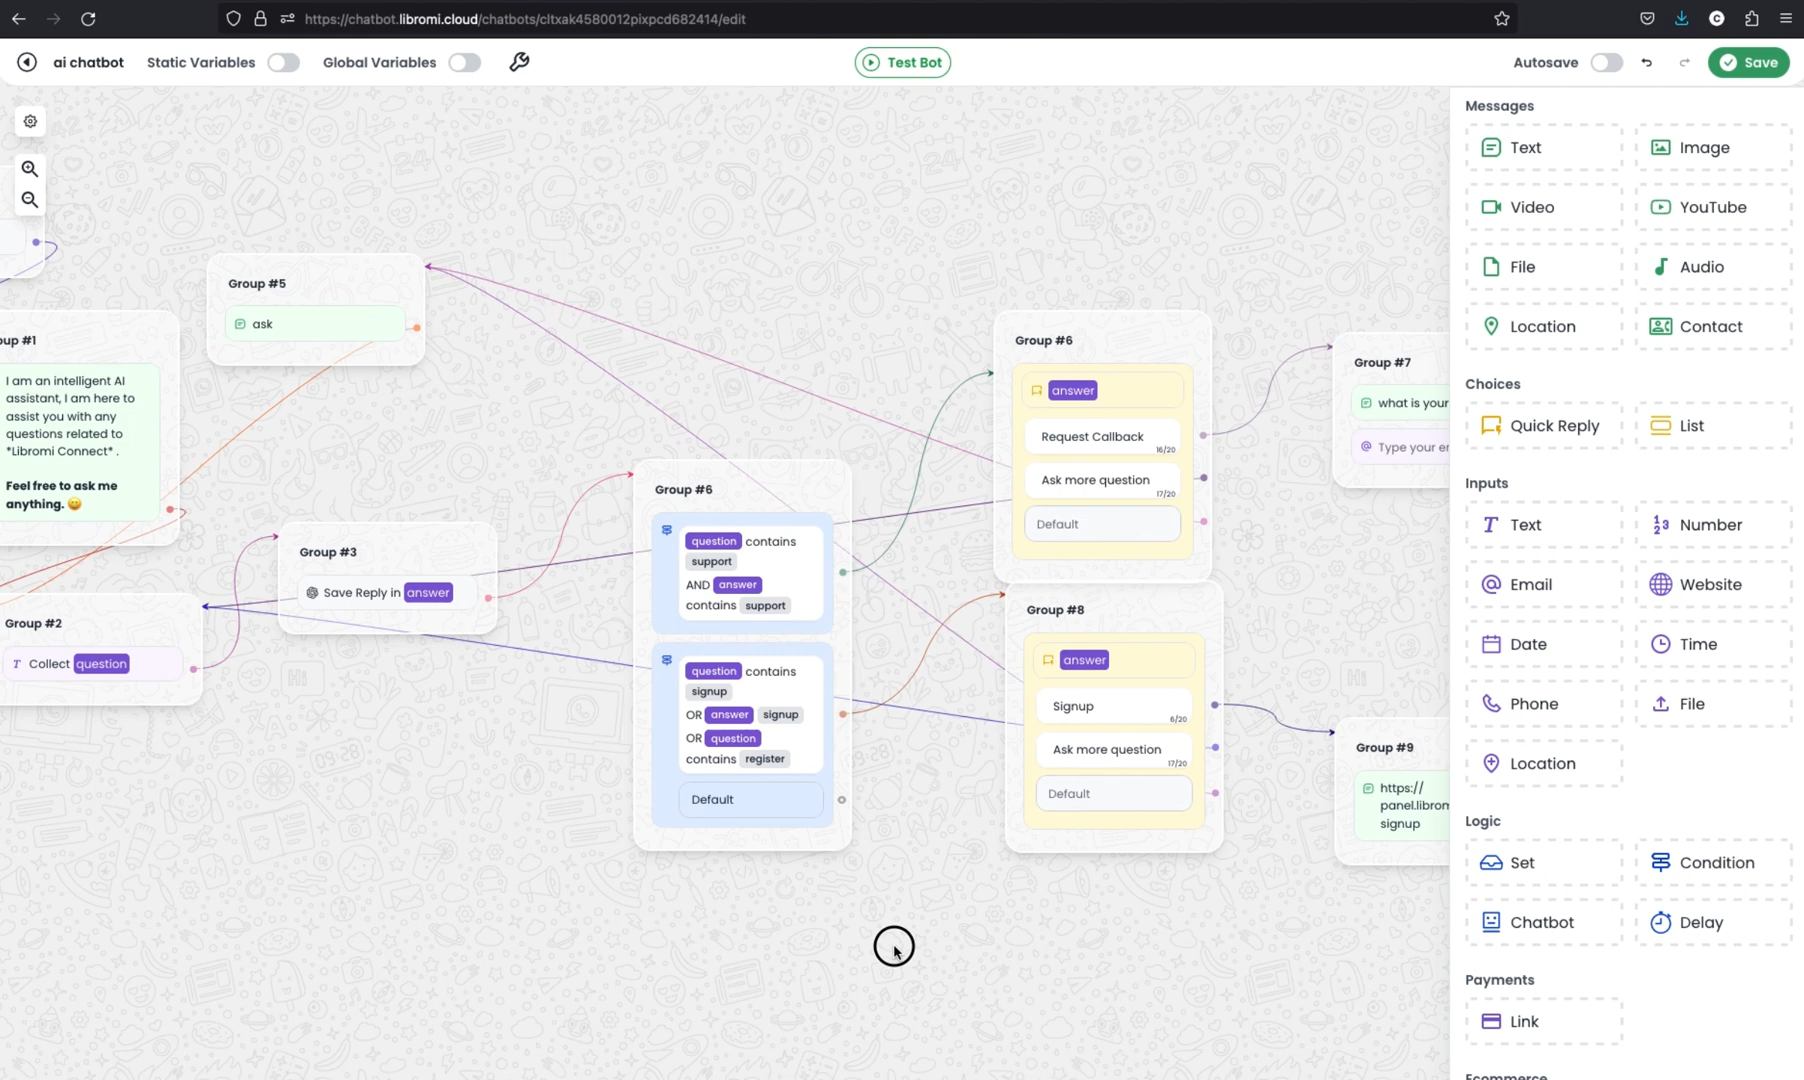 https://chatbot.libromi.cloud/chatbots/cltxak4580012pixpcd682414/edit
ai chatbot
Static Variables
Global Variables
Test Bot
Autosave
Save
Group #5
ask
oup #1
I am an intelligent AI
assistant, I am here to
assist you with any
questions related to
*Libromi Connect* .
Feel free to ask me
anything. 😀
Group #2
Collect question
Group #3
Save Reply in answer
Group #6
question contains
support
AND answer
contains support
question contains
signup
OR answer signup
OR question
contains register
Default
Group #6
answer
Request Callback
16/20
Ask more question
17/20
Default
Group #8
answer
Signup
6/20
Ask more question
17/20
Default
Group #7
what is your
Type your er
Group #9
https://
panel.librom
signup
Messages
Text
Image
Video
YouTube
File
Audio
Location
Contact
Choices
Quick Reply
List
Inputs
Text
Number
Email
Website
Date
Time
Phone
File
Location
Logic
Set
Condition
Chatbot
Delay
Payments
Link
Ecommerce